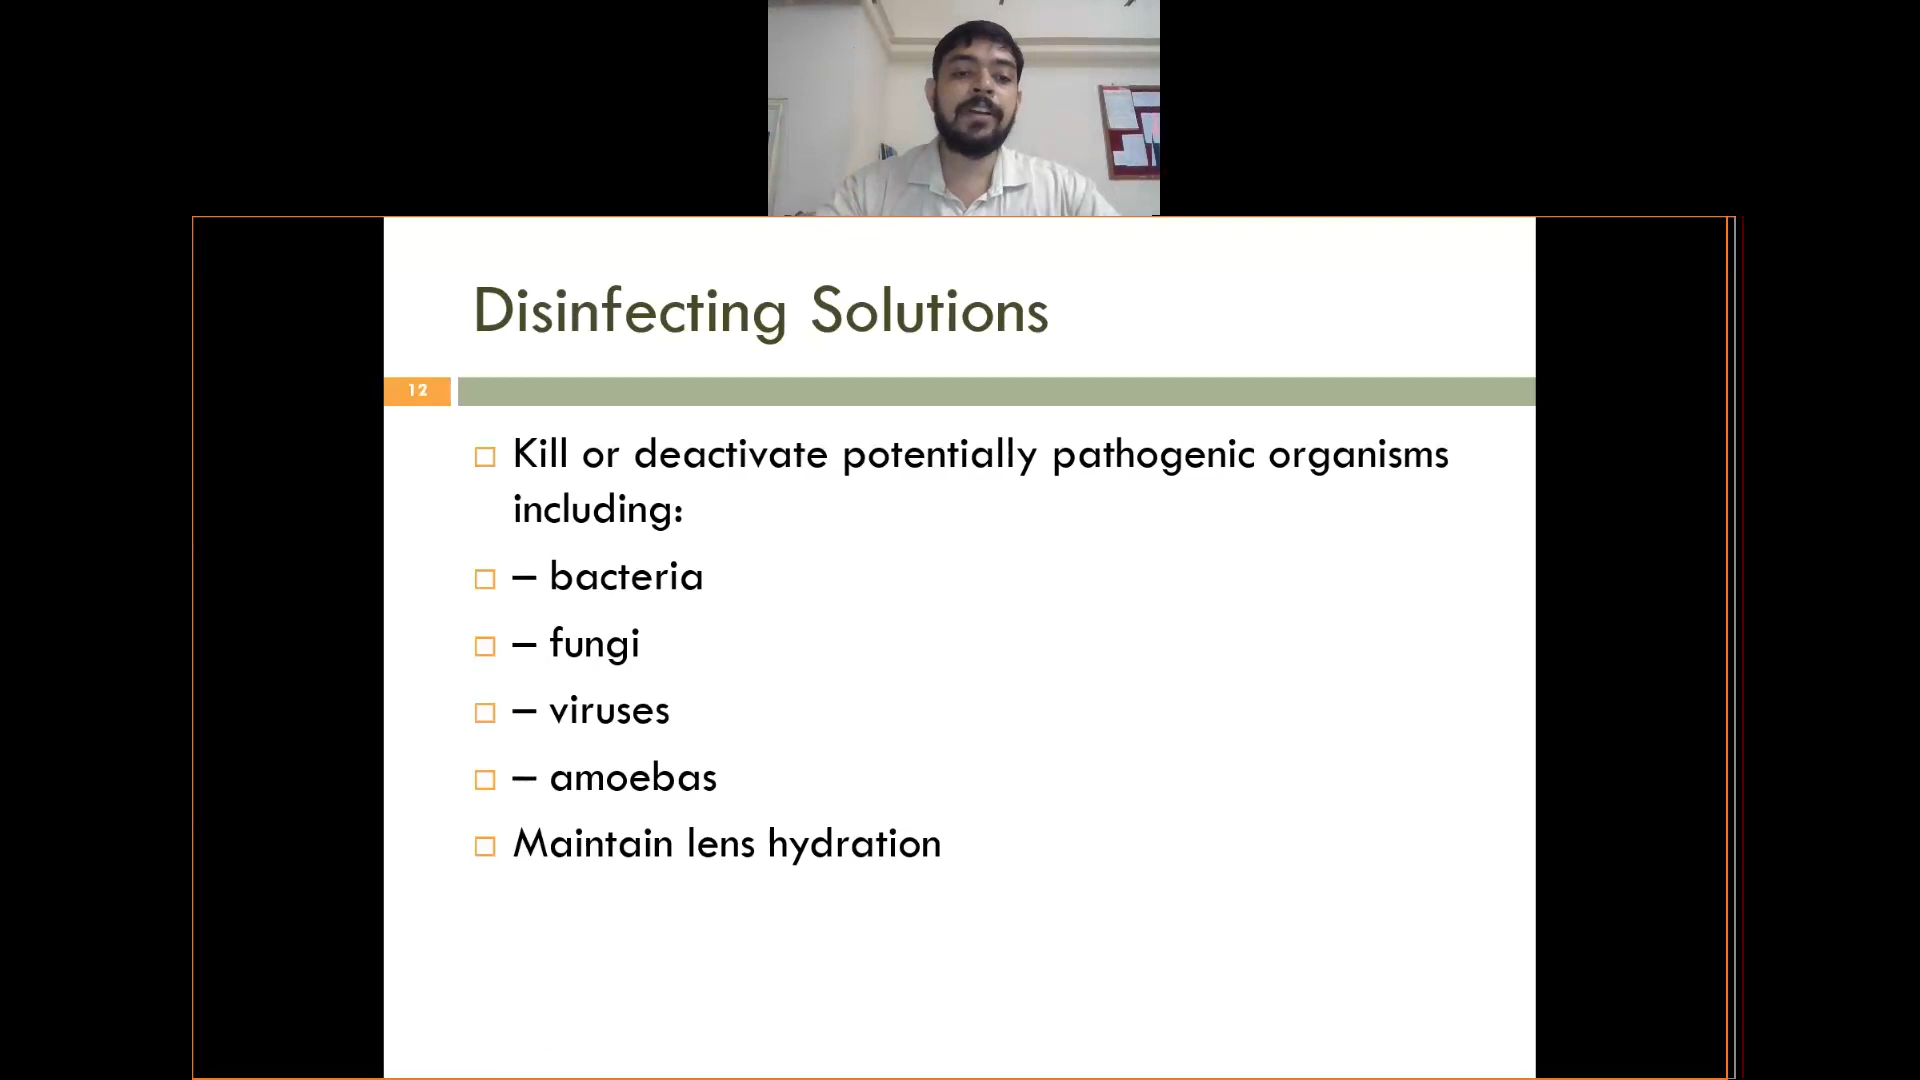 Disinfecting Solutions
12
Kill or deactivate potentially pathogenic organisms
including:
– bacteria
– fungi
– viruses
– amoebas
Maintain lens hydration